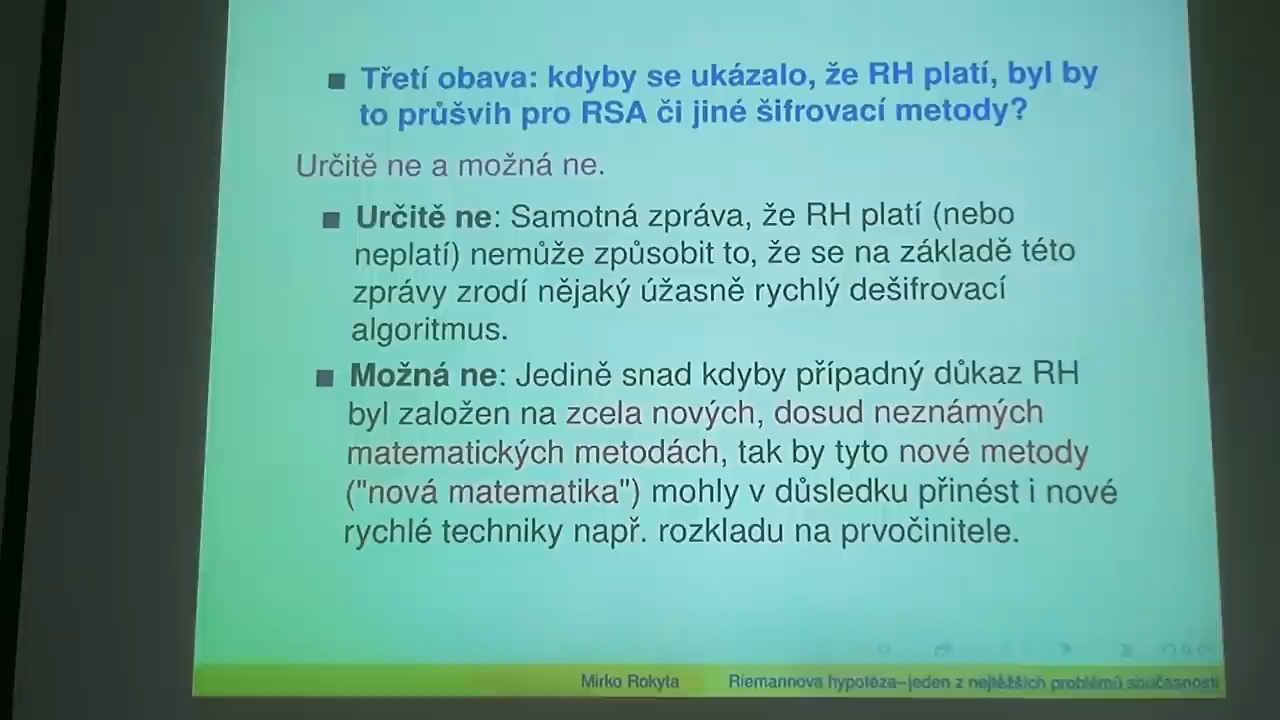 Třetí obava: kdyby se ukázalo, že RH platí, byl by
to průšvih pro RSA či jiné šifrovací metody?
Určitě ne a možná ne.
Určitě ne: Samotná zpráva, že RH platí (nebo
neplatí) nemůže způsobit to, že se na základě této
zprávy zrodí nějaký úžasně rychlý dešifrovací
algoritmus.
Možná ne: Jedině snad kdyby případný důkaz RH
byl založen na zcela nových, dosud neznámých
matematických metodách, tak by tyto nové metody
("nová matematika") mohly v důsledku přinést i nové
rychlé techniky např. rozkladu na prvočinitele.
Mirko Rokyta Riemannova hypotéza–jeden z nejtěžších problémů současnosti